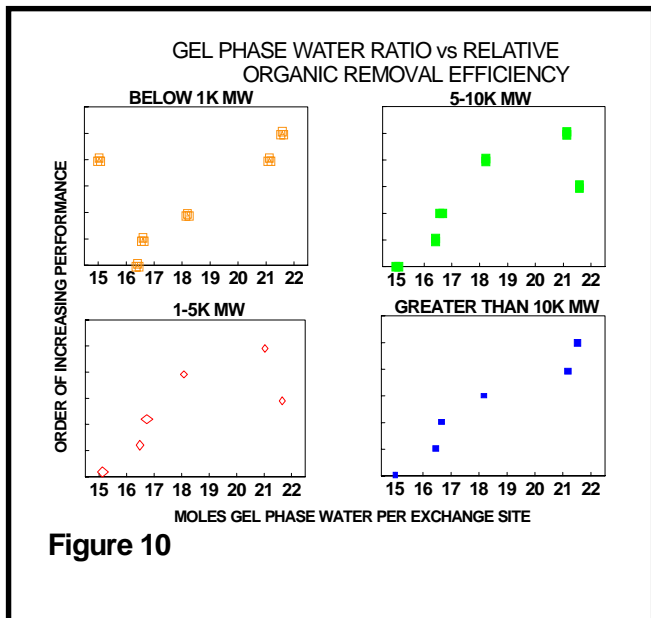 GEL PHASE WATER RATIO vs RELATIVE
ORGANIC REMOVAL EFFICIENCY
BELOW 1K MW
5-10K MW
ORDER OF INCREASING PERFORMANCE
15 16 17 18 19 20 21 22
15 16 17 18 19 20 21 22
1-5K MW
GREATER THAN 10K MW
15 16 17 18 19 20 21 22
15 16 17 18 19 20 21 22
MOLES GEL PHASE WATER PER EXCHANGE SITE
Figure 10